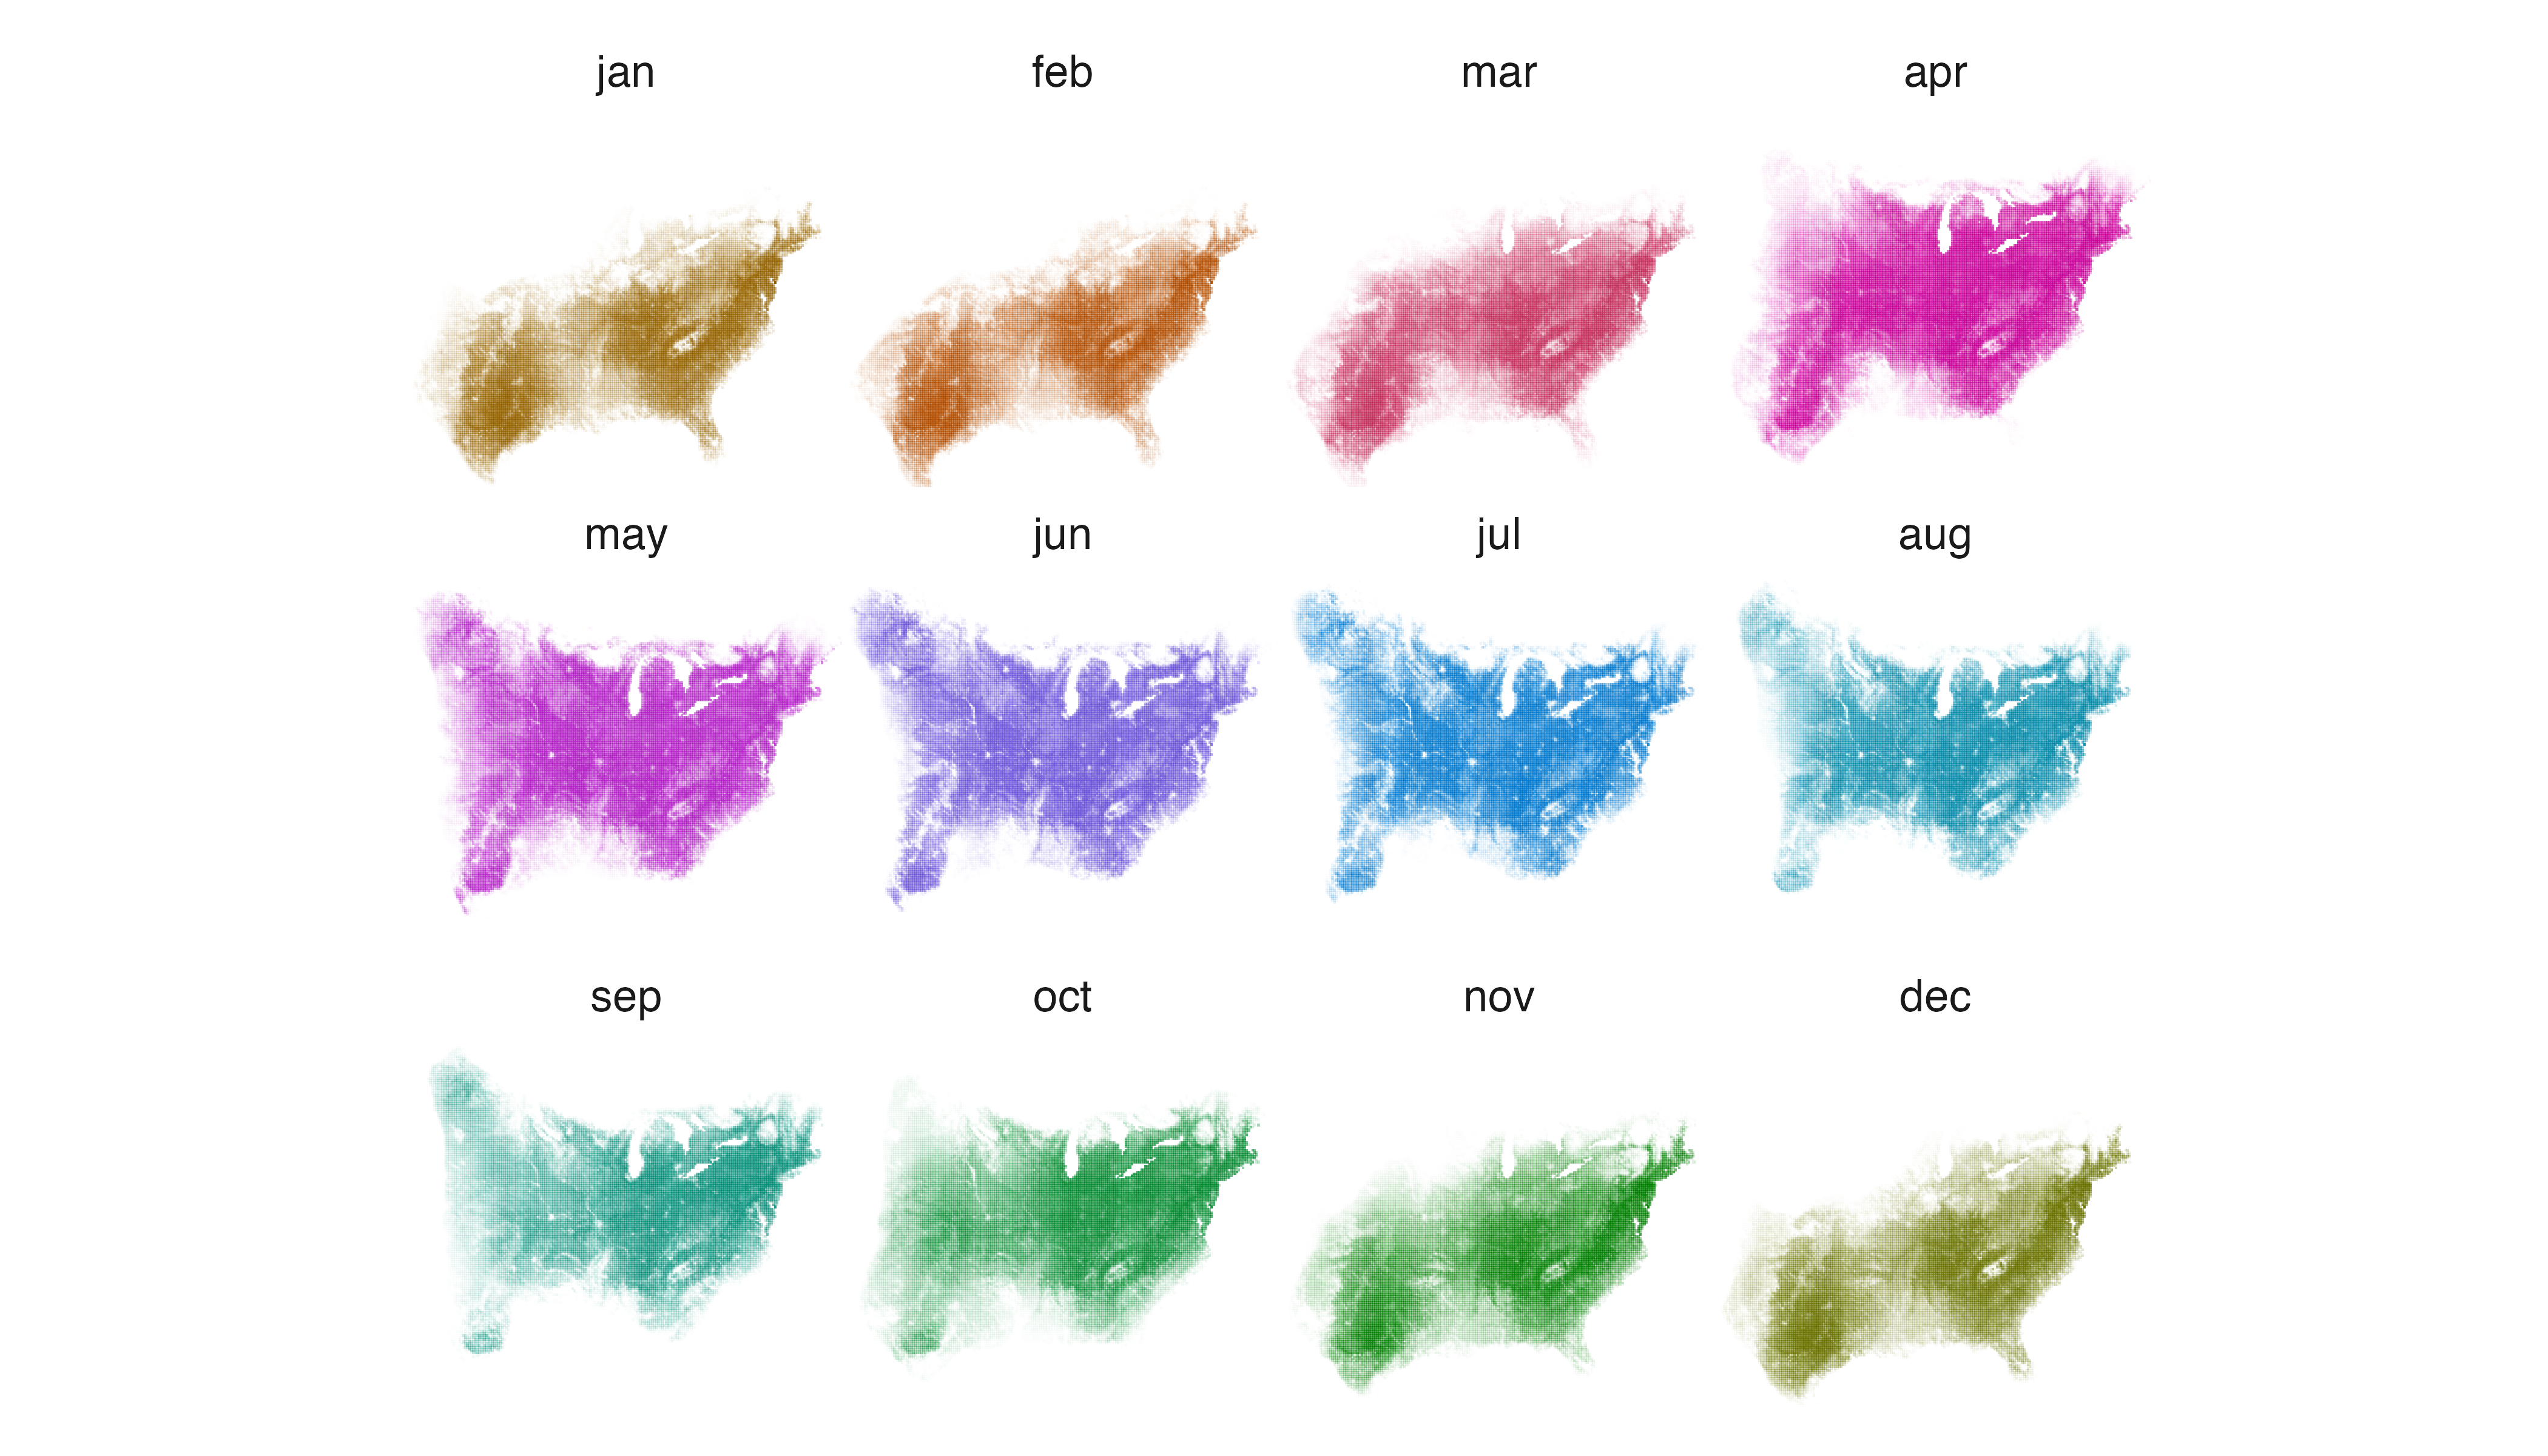 jan feb mar apr
may jun jul aug
sep oct nov dec